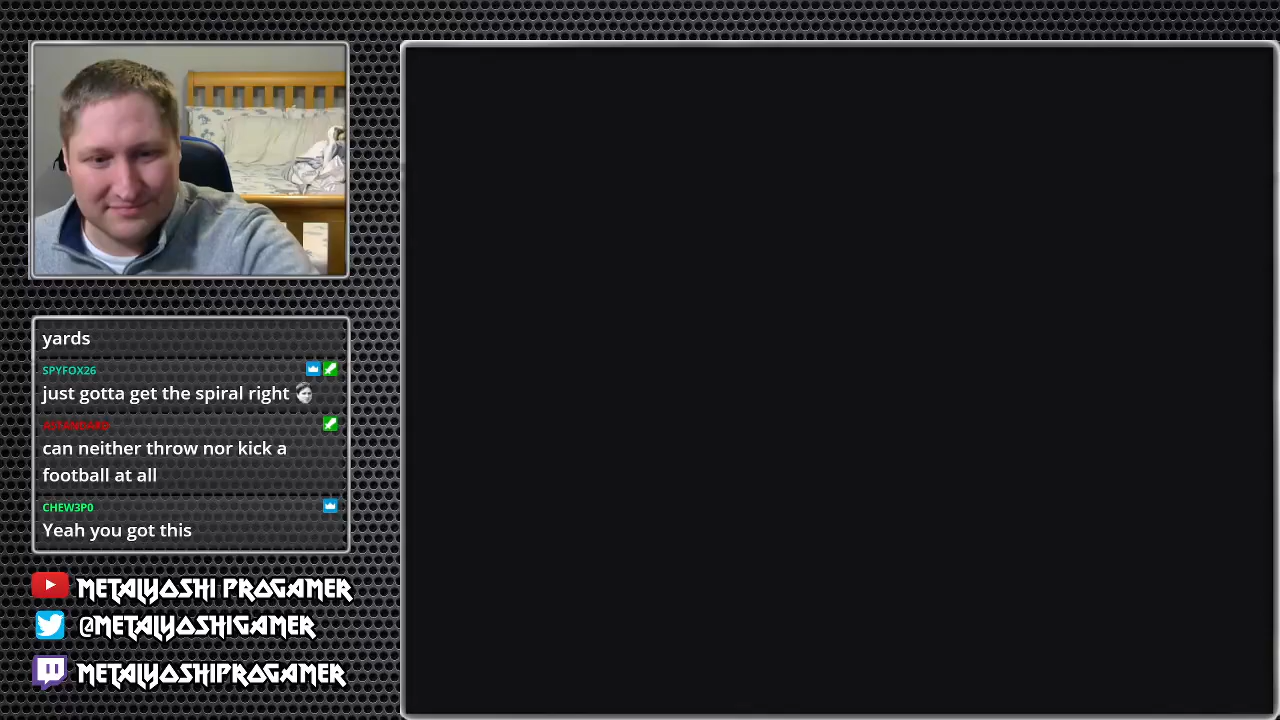 yards
SPYFOX26
just gotta get the spiral right
can neither throw nor kick a
football at all
CHEW3P0
Yeah you got this
METALYOSHI PROGAMER
@METALYOSHIGAMER
METALYOSHIPROGAMER